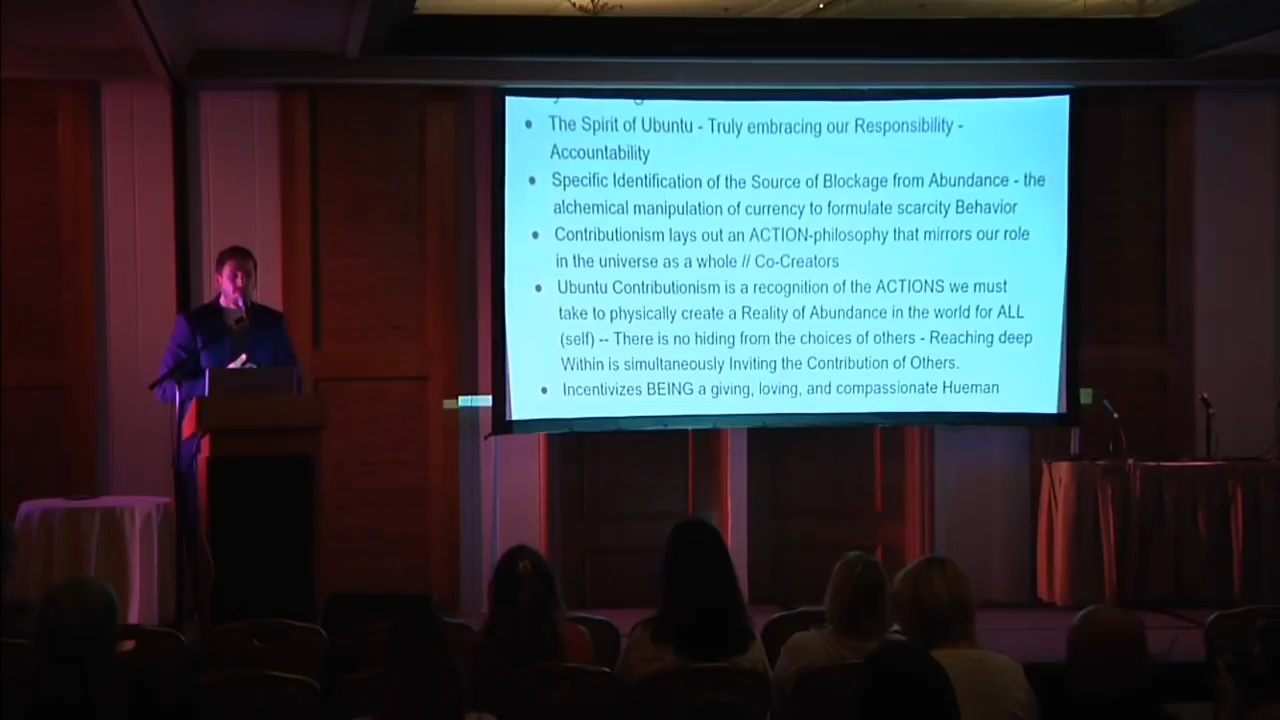 • The Spirit of Ubuntu - Truly embracing our Responsibility -
Accountability
• Specific Identification of the Source of Blockage from Abundance - the
alchemical manipulation of currency to formulate scarcity Behavior
• Contributionism lays out an ACTION-philosophy that mirrors our role
in the universe as a whole // Co-Creators
• Ubuntu Contributionism is a recognition of the ACTIONS we must
take to physically create a Reality of Abundance in the world for ALL
(self) -- There is no hiding from the choices of others - Reaching deep
Within is simultaneously Inviting the Contribution of Others.
• Incentivizes BEING a giving, loving, and compassionate Hueman